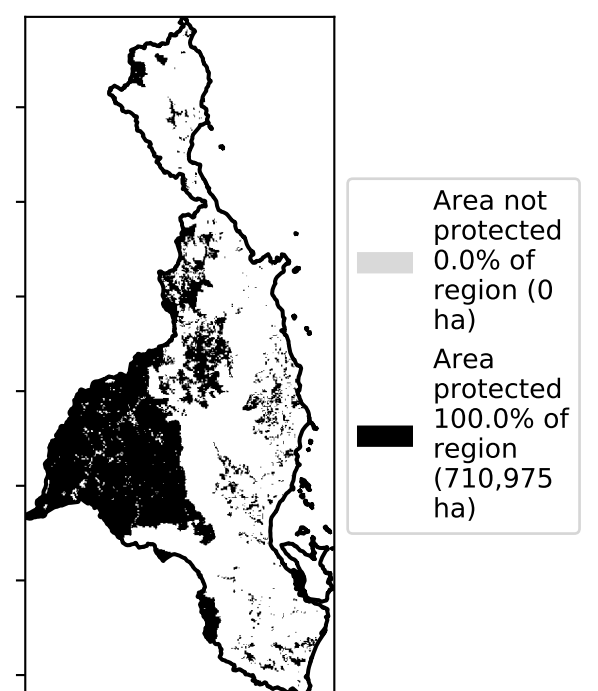 Area not
protected
0.0% of
region (0
ha)
Area
protected
100.0% of
region
(710,975
ha)